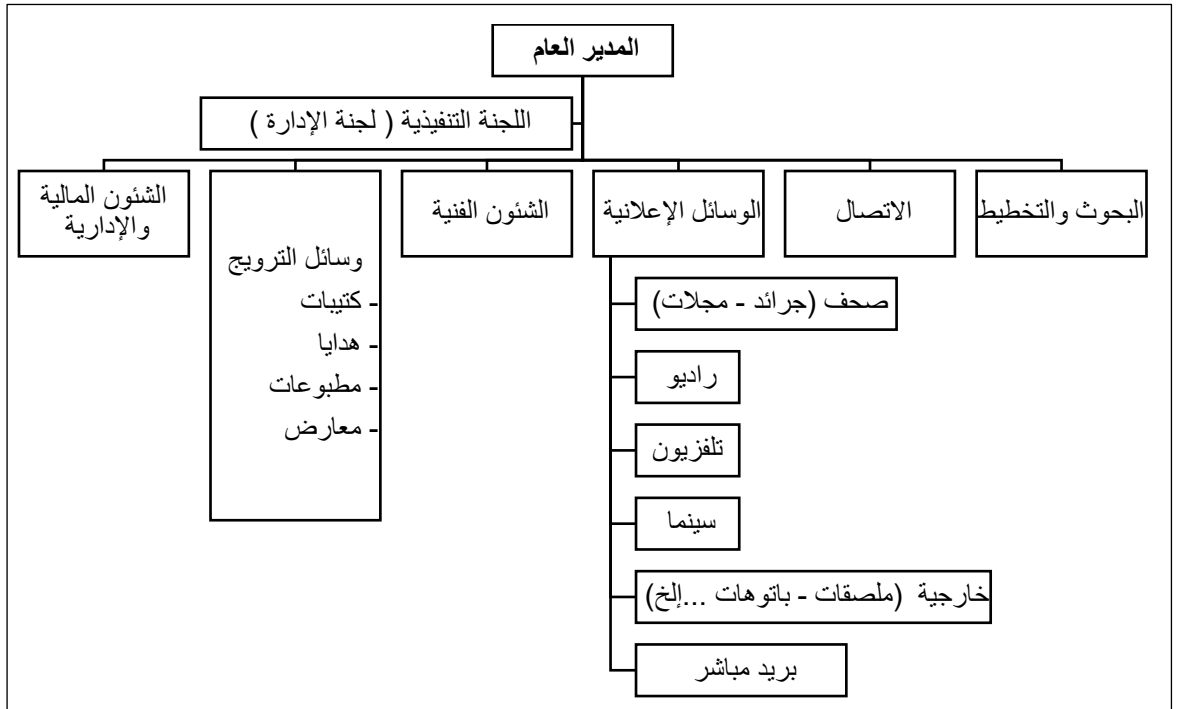 المدير العام
اللجنة التنفيذية ( لجنة الإدارة )
البحوث والتخطيط
الاتصال
الوسائل الإعلانية
الشئون الفنية
وسائل الترويج
- كتيبات
- هدايا
- مطبوعات
- معارض
الشئون المالية
والإدارية
صحف (جرائد - مجلات)
راديو
تلفزيون
سينما
خارجية (ملصقات - باتوهات ...إلخ)
بريد مباشر